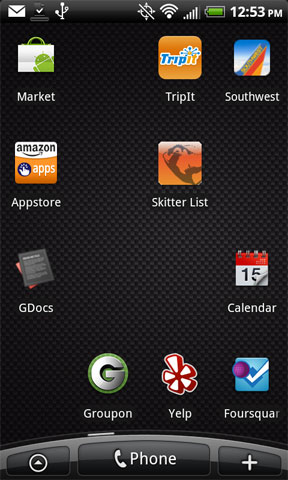 12:53 PM
TripIt
Market
TripIt
Southwest
amazon
apps
Appstore
Skitter List
15
GDocs
Calendar
G
Groupon
Yelp
Foursquar
Phone
+